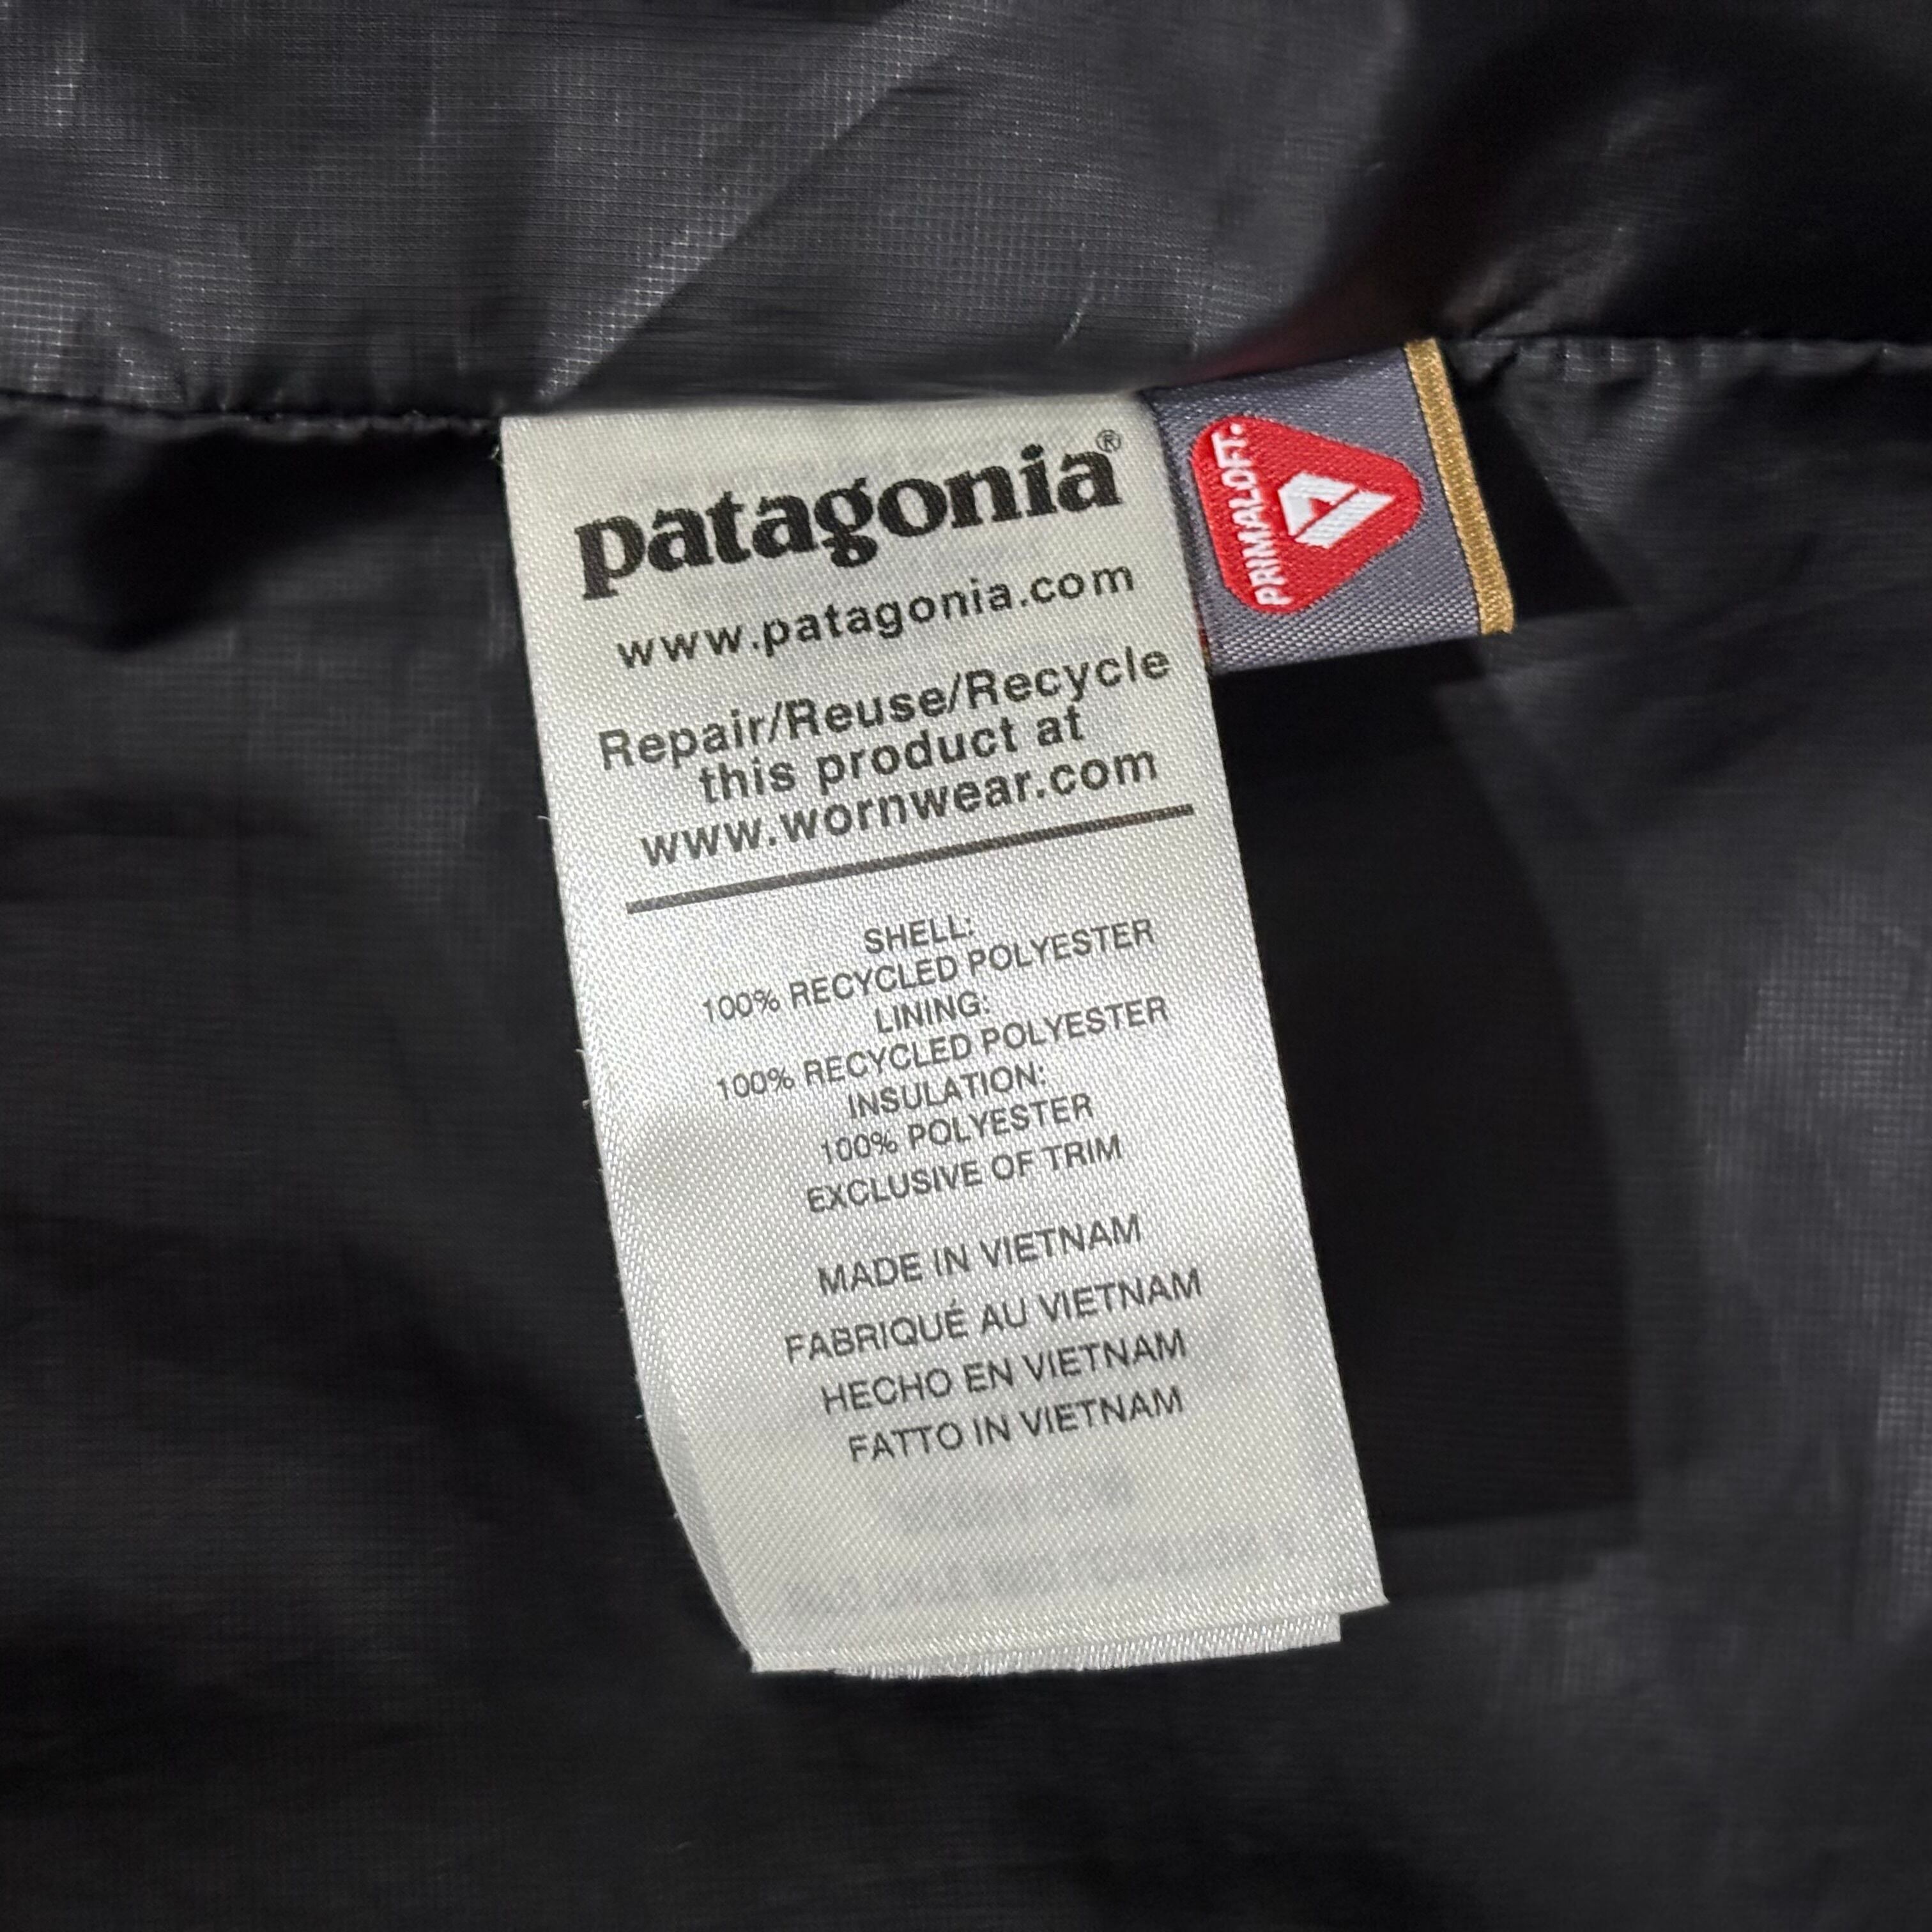 patagonia®
www.patagonia.com
Repair/Reuse/Recycle
this product at
www.wornwear.com
SHELL:
100% RECYCLED POLYESTER
LINING:
100% RECYCLED POLYESTER
INSULATION:
100% POLYESTER
EXCLUSIVE OF TRIM
MADE IN VIETNAM
FABRIQUÉ AU VIETNAM
HECHO EN VIETNAM
FATTO IN VIETNAM
PRIMALOFT.